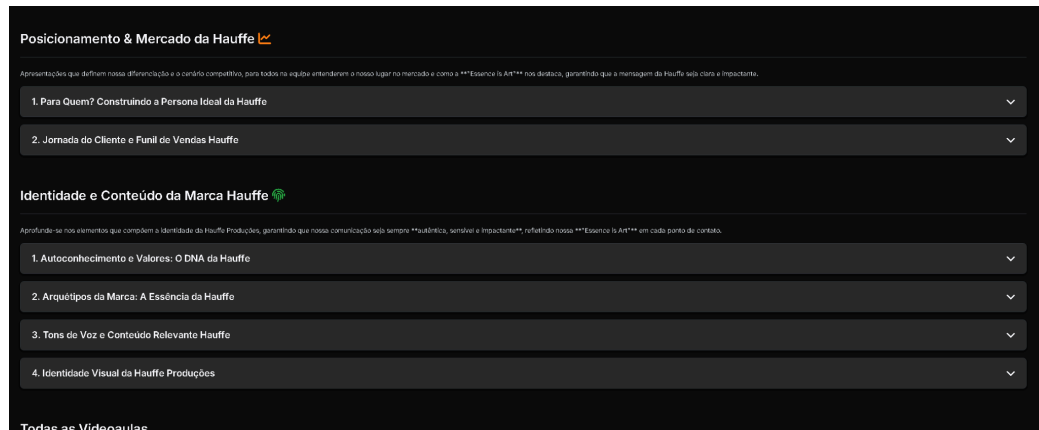 Posicionamento & Mercado da Hauffe
Apresentações que definem nossa diferenciação e o cenário competitivo, para todos na equipe entenderem o nosso lugar no mercado e como a **"Essence is Art"** nos destaca, garantindo que a mensagem da Hauffe seja clara e impactante.
1. Para Quem? Construindo a Persona Ideal da Hauffe
2. Jornada do Cliente e Funil de Vendas Hauffe
Identidade e Conteúdo da Marca Hauffe
Aprofunde-se nos elementos que compõem a identidade da Hauffe Produções, garantindo que nossa comunicação seja sempre **autêntica, sensível e impactante**, refletindo nossa **"Essence is Art"** em cada ponto de contato.
1. Autoconhecimento e Valores: O DNA da Hauffe
2. Arquétipos da Marca: A Essência da Hauffe
3. Tons de Voz e Conteúdo Relevante Hauffe
4. Identidade Visual da Hauffe Produções
Todas as Videoaulas